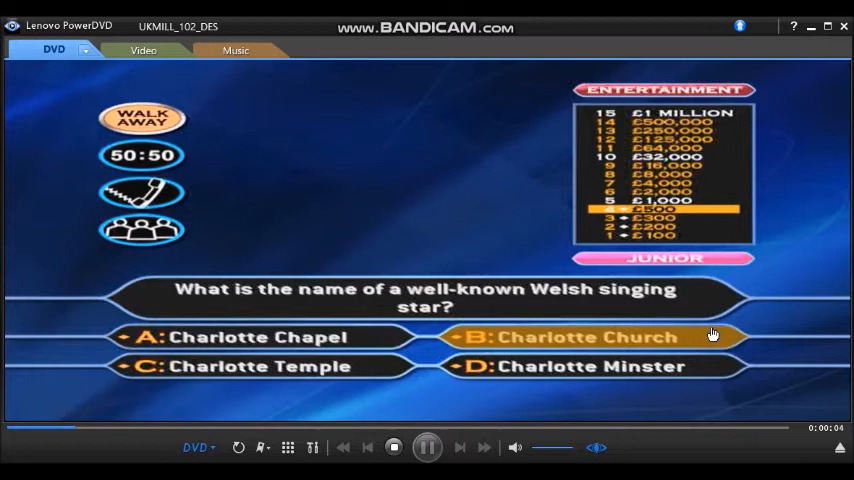 Lenovo PowerDVD
UKMILL_102_DES
www.BANDICAM.com
?
DVD
Video
Music
WALK
AWAY
50:50
ENTERTAINMENT
15 £1 MILLION
14 £500,000
13 £250,000
12 £125,000
11 £64,000
10 £32,000
9 £16,000
8 £8,000
7 £4,000
6 £2,000
5 £1,000
4 £500
3 £300
2 £200
1 £100
JUNIOR
What is the name of a well-known Welsh singing
star?
A: Charlotte Chapel
B: Charlotte Church
C: Charlotte Temple
D: Charlotte Minster
0:00:04
DVD